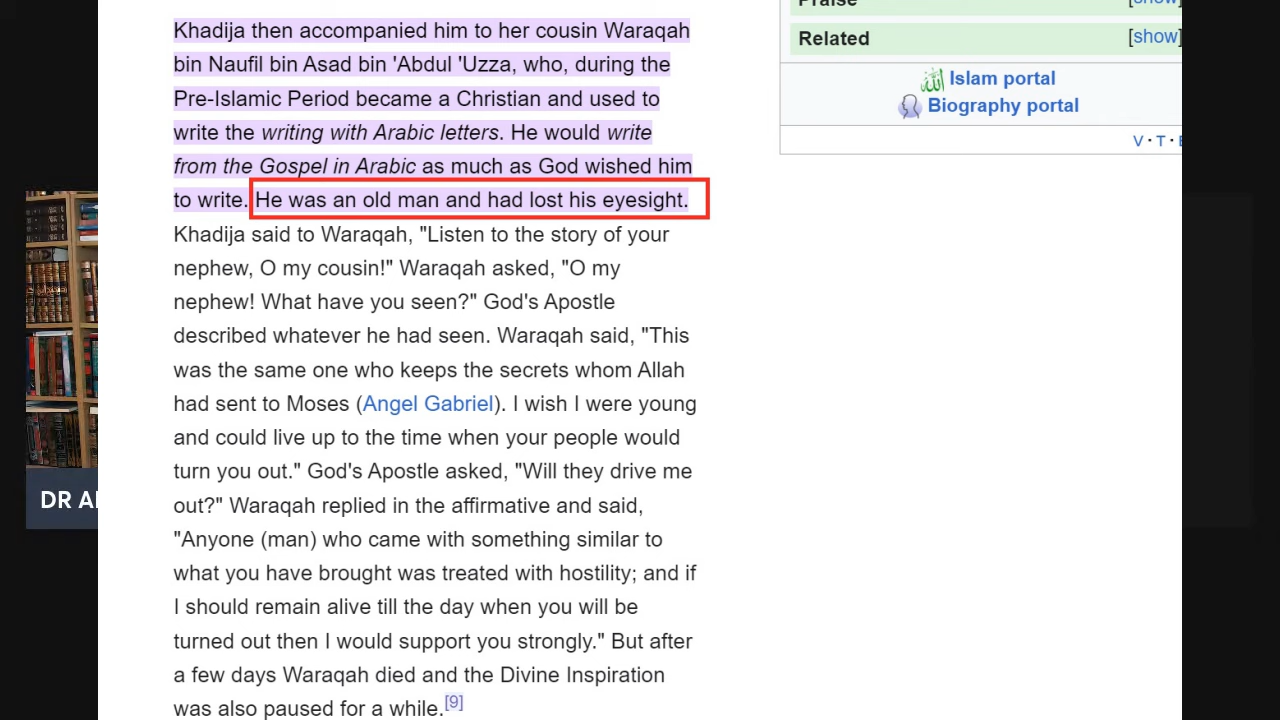 Khadija then accompanied him to her cousin Waraqah
bin Naufil bin Asad bin 'Abdul 'Uzza, who, during the
Pre-Islamic Period became a Christian and used to
write the writing with Arabic letters. He would write
from the Gospel in Arabic as much as God wished him
to write. He was an old man and had lost his eyesight.
Khadija said to Waraqah, "Listen to the story of your
nephew, O my cousin!" Waraqah asked, "O my
nephew! What have you seen?" God's Apostle
described whatever he had seen. Waraqah said, "This
was the same one who keeps the secrets whom Allah
had sent to Moses (Angel Gabriel). I wish I were young
and could live up to the time when your people would
turn you out." God's Apostle asked, "Will they drive me
out?" Waraqah replied in the affirmative and said,
"Anyone (man) who came with something similar to
what you have brought was treated with hostility; and if
I should remain alive till the day when you will be
turned out then I would support you strongly." But after
a few days Waraqah died and the Divine Inspiration
was also paused for a while.[9]
Praise [show]
Related [show]
Islam portal
Biography portal
V · T ·
DR